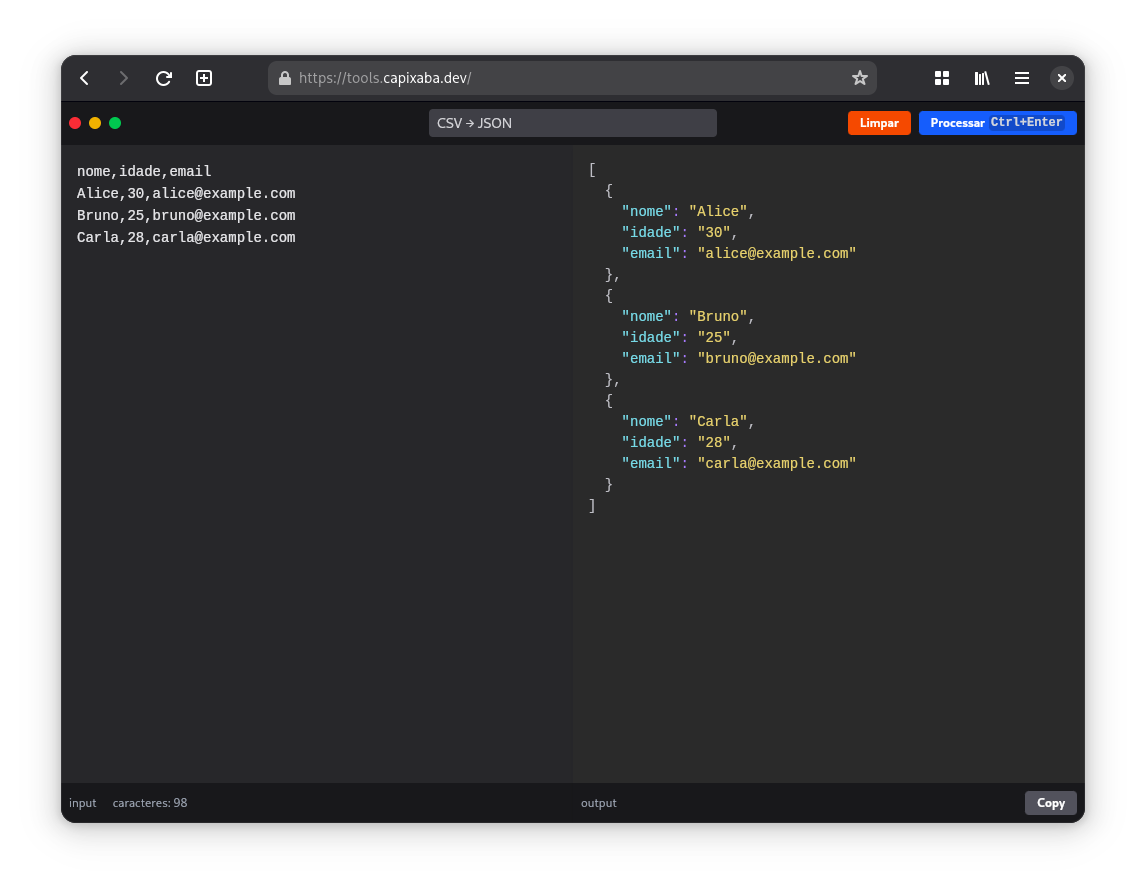 https://tools.capixaba.dev/
CSV → JSON
Limpar
Processar Ctrl+Enter
nome,idade,email
Alice,30,alice@example.com
Bruno,25,bruno@example.com
Carla,28,carla@example.com
[
  {
    "nome": "Alice",
    "idade": "30",
    "email": "alice@example.com"
  },
  {
    "nome": "Bruno",
    "idade": "25",
    "email": "bruno@example.com"
  },
  {
    "nome": "Carla",
    "idade": "28",
    "email": "carla@example.com"
  }
]
input
caracteres: 98
output
Copy